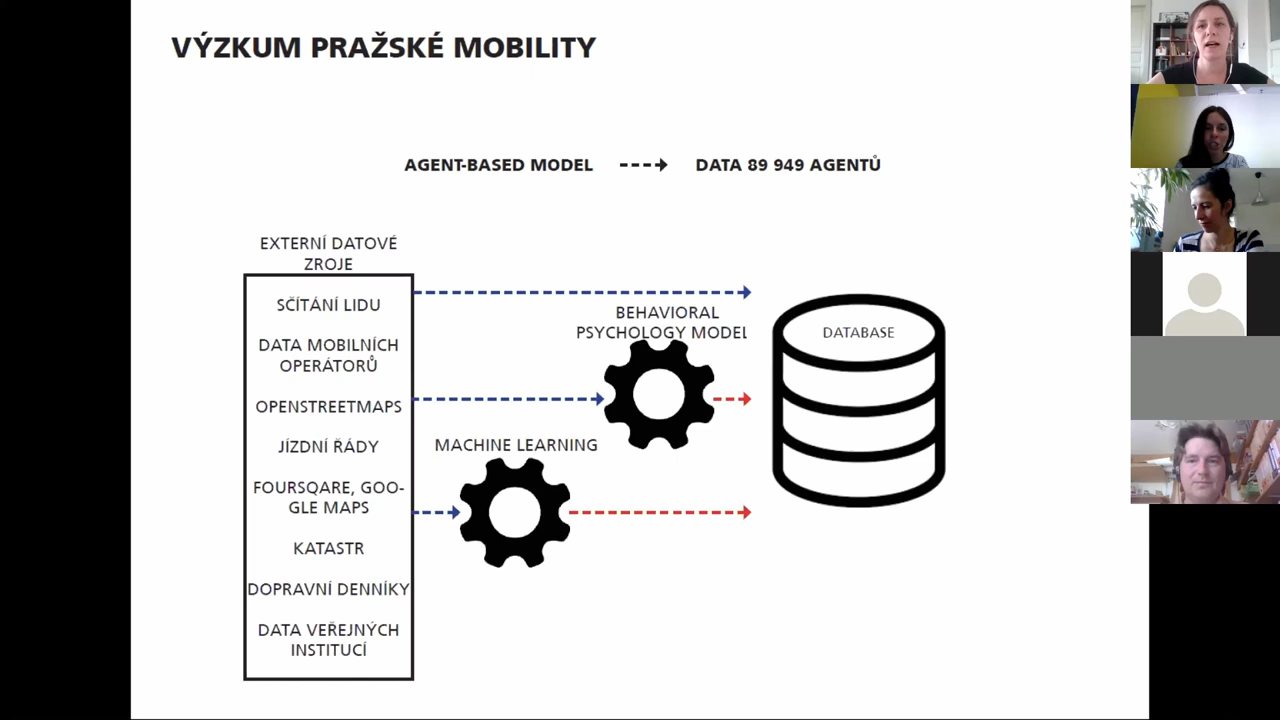 VÝZKUM PRAŽSKÉ MOBILITY
AGENT-BASED MODEL
DATA 89 949 AGENTŮ
EXTERNÍ DATOVÉ
ZROJE
SČÍTÁNÍ LIDU
DATA MOBILNÍCH
OPERÁTORŮ
OPENSTREETMAPS
JÍZDNÍ ŘÁDY
FOURSQARE, GOO-
GLE MAPS
KATASTR
DOPRAVNÍ DENNÍKY
DATA VEŘEJNÝCH
INSTITUCÍ
BEHAVIORAL
PSYCHOLOGY MODEL
MACHINE LEARNING
DATABASE